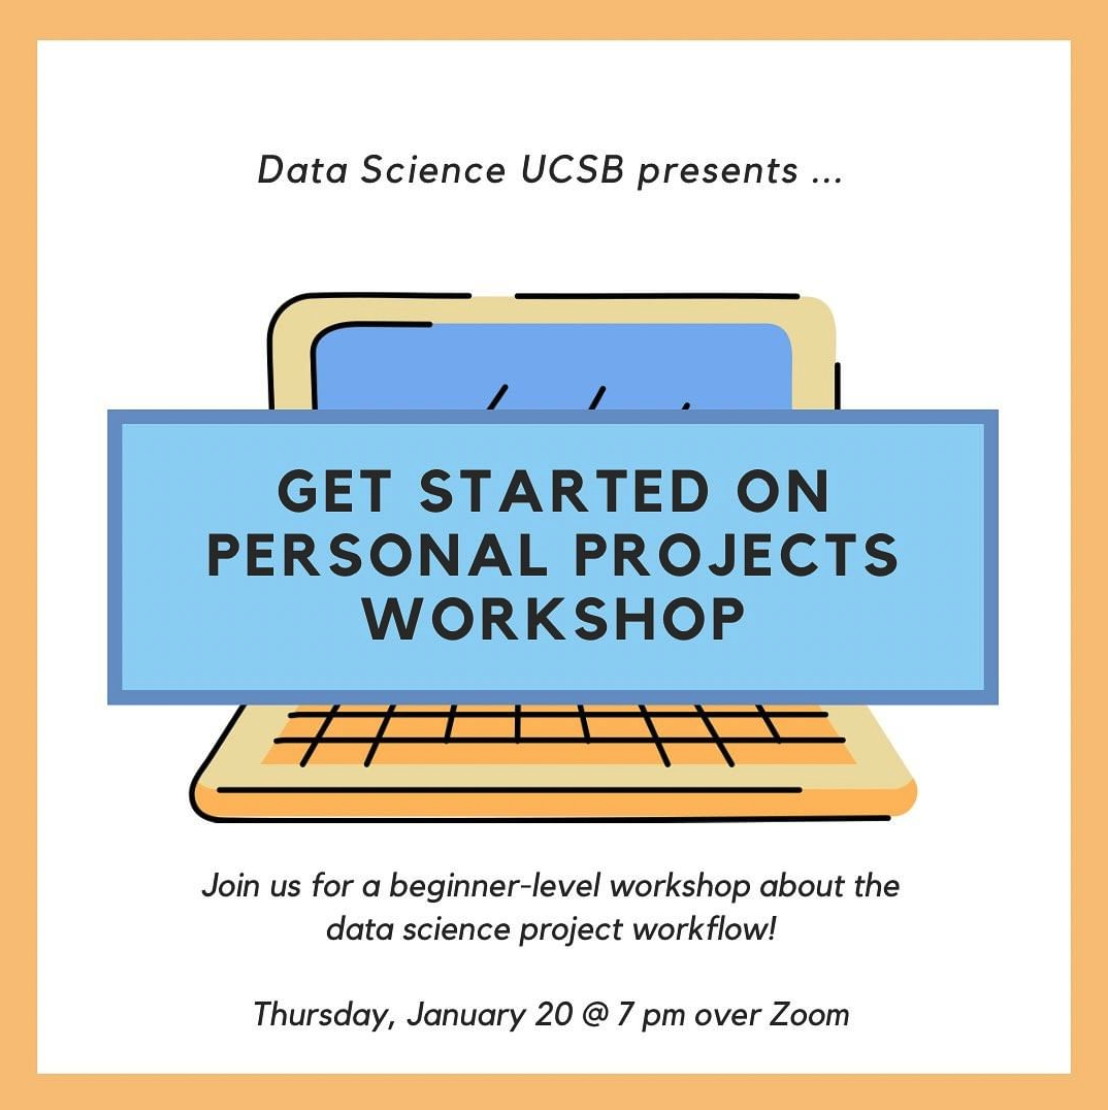 Data Science UCSB presents ...
GET STARTED ON
PERSONAL PROJECTS
WORKSHOP
Join us for a beginner-level workshop about the
data science project workflow!
Thursday, January 20 @ 7 pm over Zoom